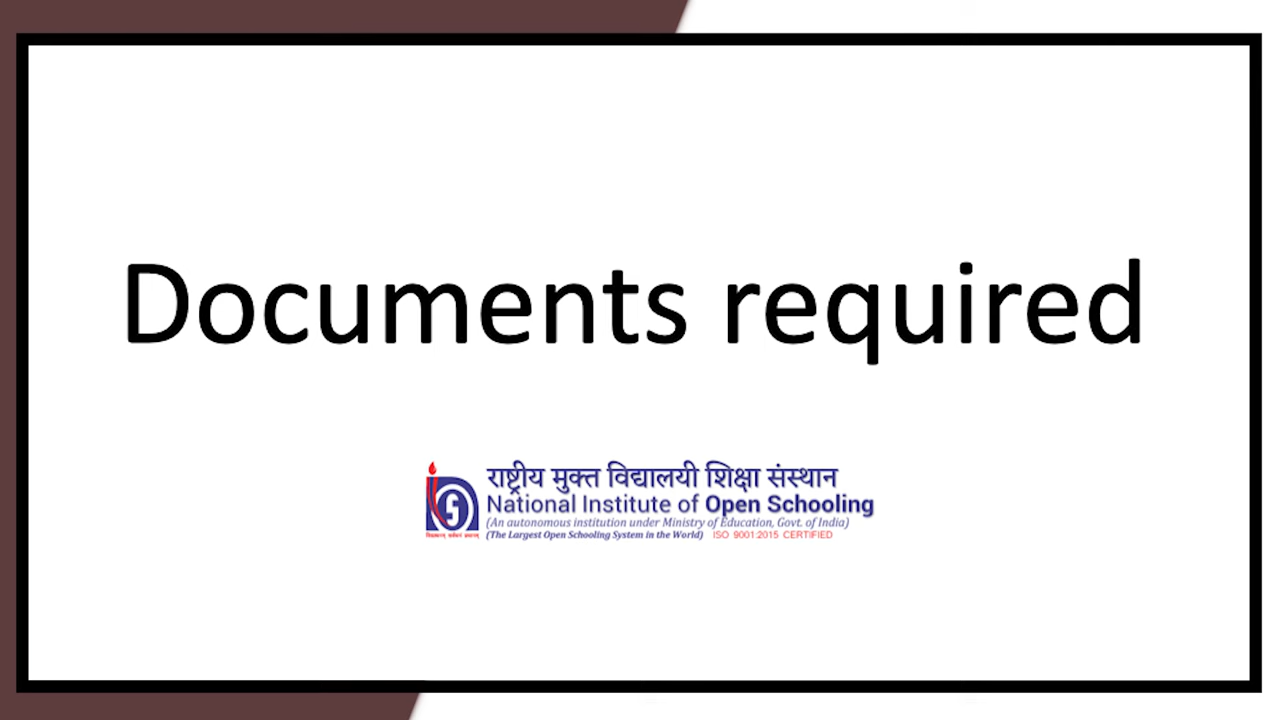 Documents required
राष्ट्रीय मुक्त विद्यालयी शिक्षा संस्थान
National Institute of Open Schooling
(An autonomous institution under Ministry of Education, Govt. of India)
(The Largest Open Schooling System in the World) ISO 9001:2015 CERTIFIED